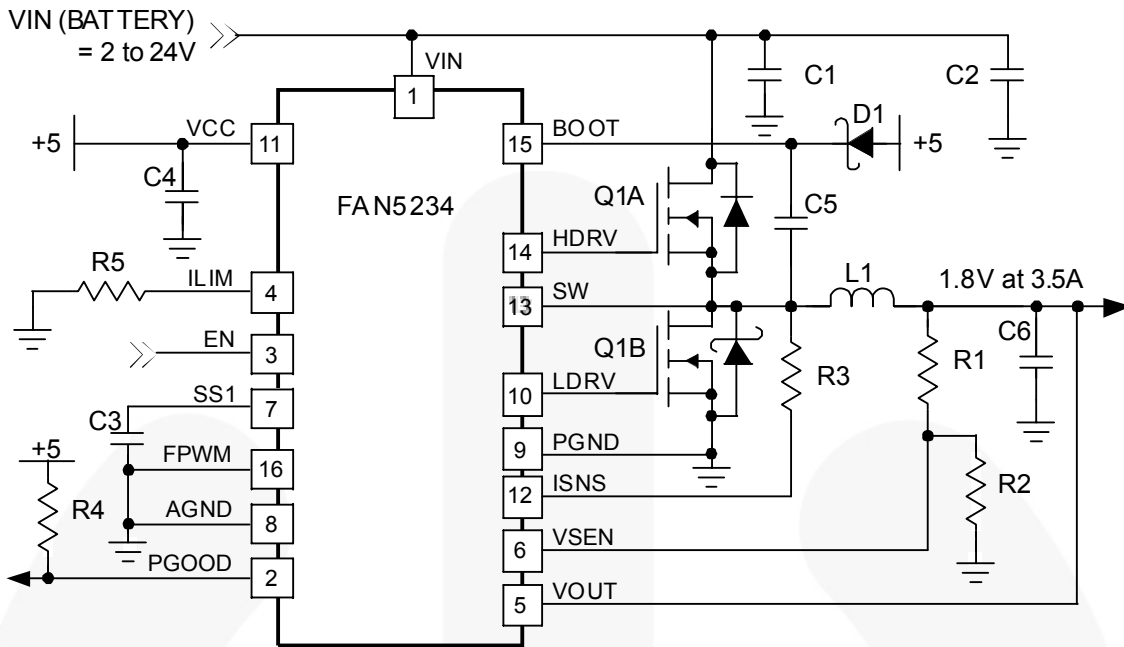 VIN (BATTERY)
= 2 to 24V
VIN
1
C1
C2
+5
VCC
11
15
BOOT
D1
+5
C4
FAN5234
Q1A
C5
14
HDRV
R5
ILIM
4
13
SW
L1
1.8V at 3.5A
EN
3
Q1B
C6
R1
R3
10
LDRV
SS1
7
C3
+5
FPWM
16
9
PGND
R4
12
ISNS
R2
AGND
8
6
VSEN
PGOOD
2
5
VOUT